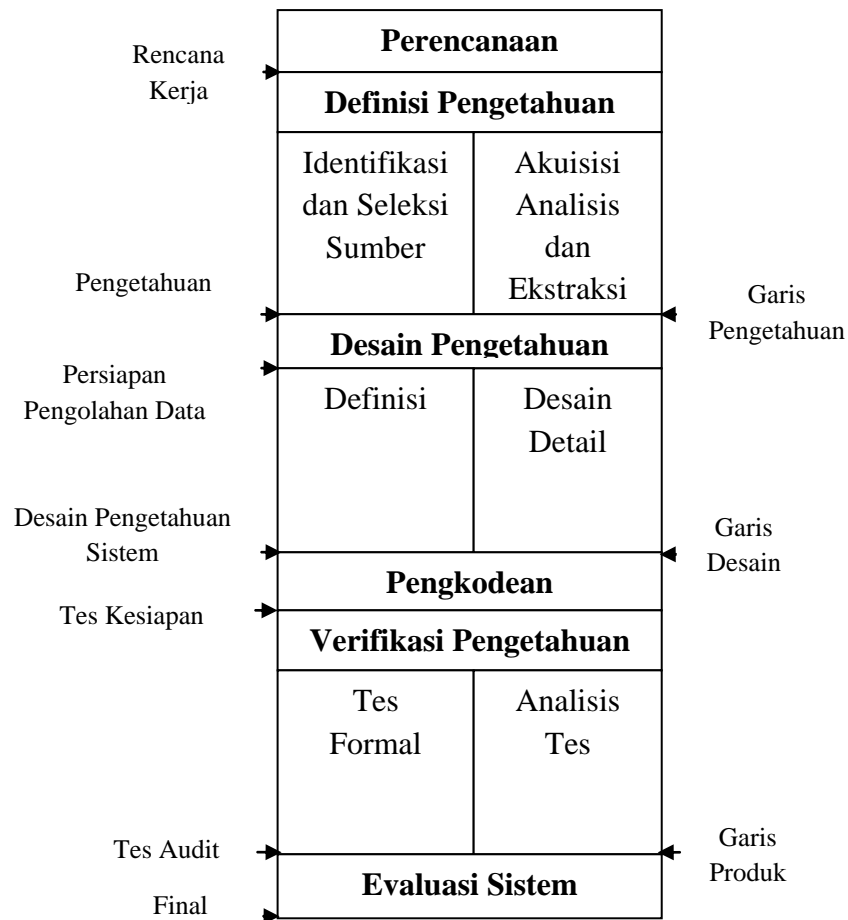 Perencanaan
Rencana
Kerja
Definisi Pengetahuan
Identifikasi
dan Seleksi
Sumber
Akuisisi
Analisis
dan
Ekstraksi
Pengetahuan
Garis
Pengetahuan
Desain Pengetahuan
Persiapan
Pengolahan Data
Definisi
Desain
Detail
Desain Pengetahuan
Sistem
Garis
Desain
Pengkodean
Tes Kesiapan
Verifikasi Pengetahuan
Tes
Formal
Analisis
Tes
Tes Audit
Garis
Produk
Evaluasi Sistem
Final